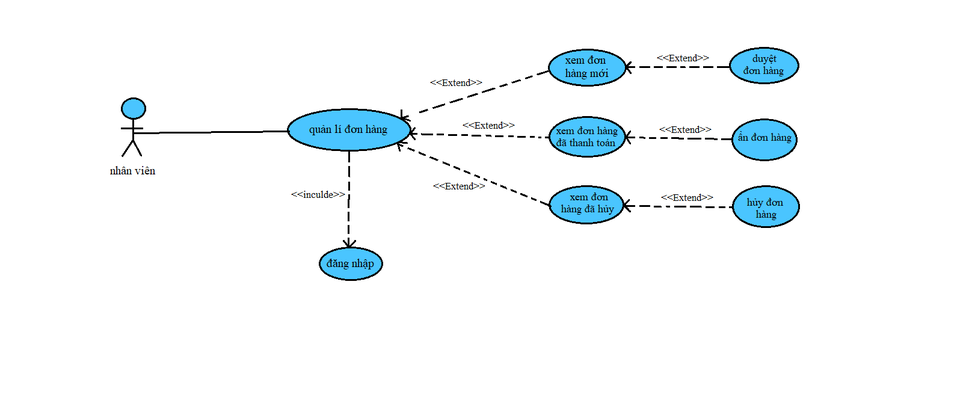 <<Extend>>
xem đơn
hàng mới
<<Extend>>
duyệt
đơn hàng
nhân viên
quản lí đơn hàng
<<Extend>>
xem đơn hàng
đã thanh toán
<<Extend>>
ẩn đơn hàng
<<Extend>>
xem đơn
hàng đã hủy
<<Extend>>
hủy đơn
hàng
<<inculde>>
đăng nhập